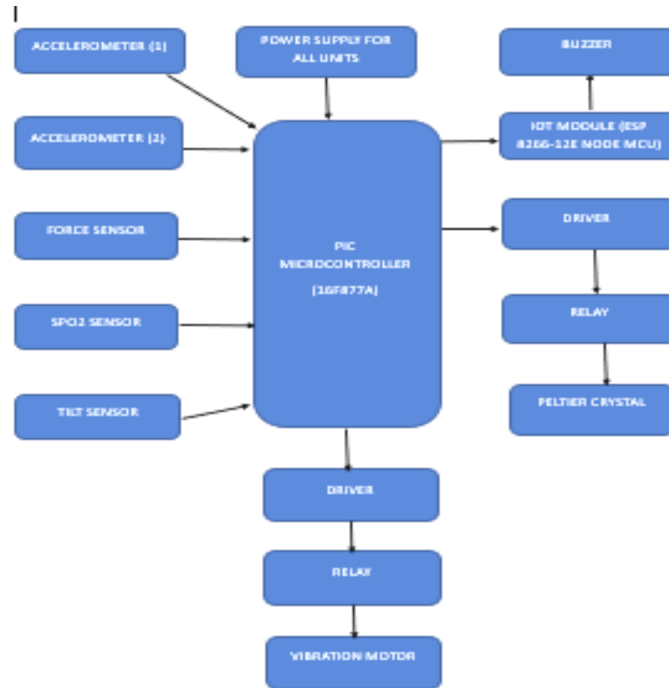 ACCELEROMETER (1)
POWER SUPPLY FOR
ALL UNITS
BUZZER
ACCELEROMETER (2)
IOT MODULE (ESP
8266-12E NODE MCU)
FORCE SENSOR
DRIVER
PIC
MICROCONTROLLER
(16F877A)
SPO2 SENSOR
RELAY
TILT SENSOR
PELTIER CRYSTAL
DRIVER
RELAY
VIBRATION MOTOR